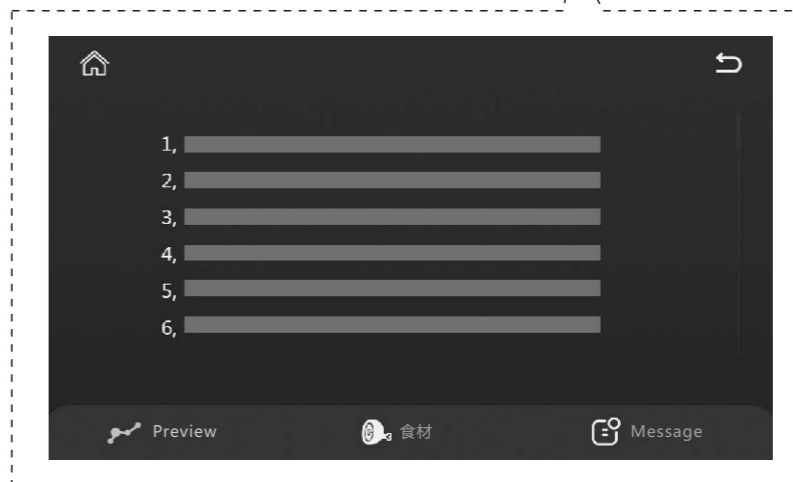 1,
2,
3,
4,
5,
6,
Preview
食材
Message